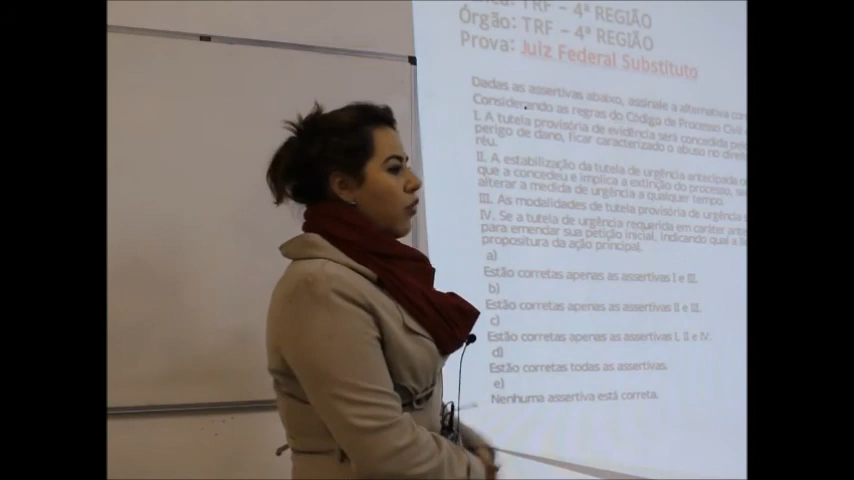 TRF – 4ª REGIÃO
Órgão: TRF – 4ª REGIÃO
Prova: Juiz Federal Substituto
Dadas as assertivas abaixo, assinale a alternativa
Considerando as regras do Código de Processo Civil
I. A tutela provisória de evidência será concedida
perigo de dano, ficar caracterizado o abuso no
réu.
II. A estabilização da tutela de urgência antecipada
que a concedeu e implica a extinção do processo,
alterar a medida de urgência a qualquer tempo.
III. As modalidades de tutela provisória de urgência
IV. Se a tutela de urgência requerida em caráter
para emendar sua petição inicial, indicando qual a
propositura da ação principal.
a)
Estão corretas apenas as assertivas I e III.
b)
Estão corretas apenas as assertivas II e III.
c)
Estão corretas apenas as assertivas I, II e IV.
d)
Estão corretas todas as assertivas.
e)
Nenhuma assertiva está correta.